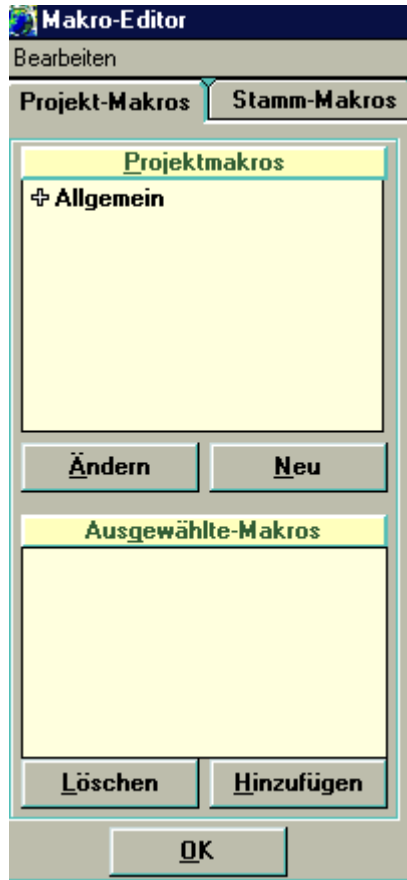 Makro-Editor
Bearbeiten
Projekt-Makros Stamm-Makros
Projektmakros
Allgemein
Ändern Neu
Ausgewählte-Makros
Löschen Hinzufügen
OK